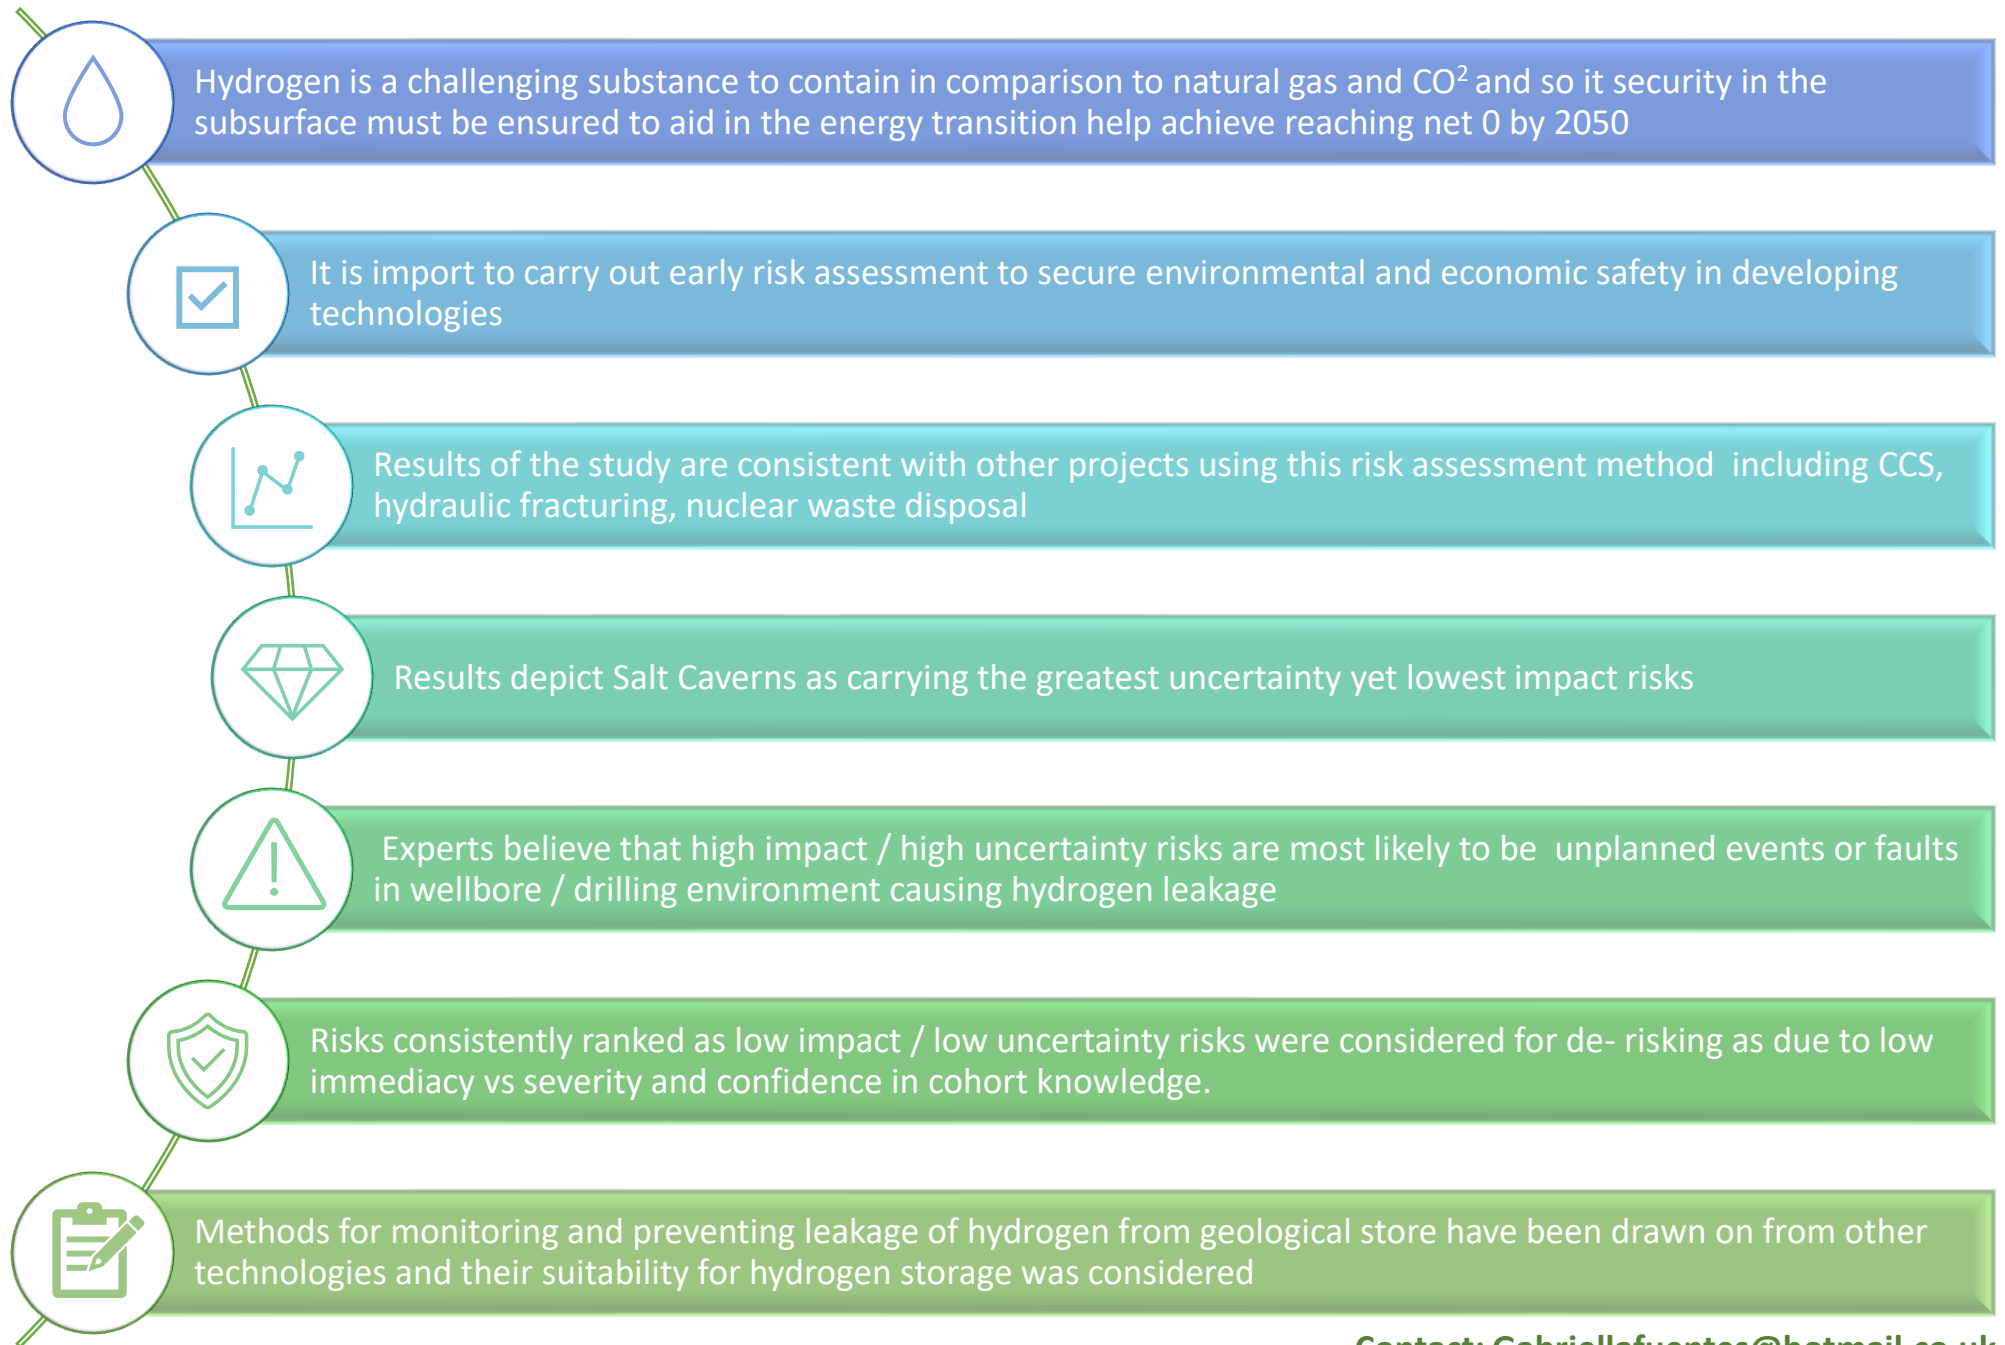 Hydrogen is a challenging substance to contain in comparison to natural gas and CO² and so it security in the
subsurface must be ensured to aid in the energy transition help achieve reaching net 0 by 2050
It is import to carry out early risk assessment to secure environmental and economic safety in developing
technologies
Results of the study are consistent with other projects using this risk assessment method  including CCS,
hydraulic fracturing, nuclear waste disposal
Results depict Salt Caverns as carrying the greatest uncertainty yet lowest impact risks
Experts believe that high impact / high uncertainty risks are most likely to be  unplanned events or faults
in wellbore / drilling environment causing hydrogen leakage
Risks consistently ranked as low impact / low uncertainty risks were considered for de- risking as due to low
immediacy vs severity and confidence in cohort knowledge.
Methods for monitoring and preventing leakage of hydrogen from geological store have been drawn on from other
technologies and their suitability for hydrogen storage was considered
Contact: Gabriellafuentes@hotmail.co.uk